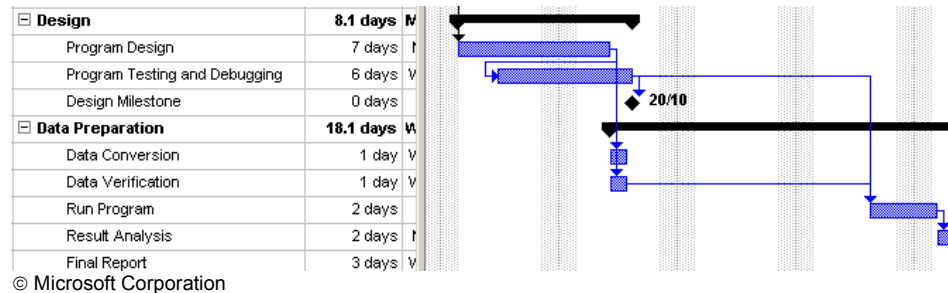 Design 8.1 days M
Program Design 7 days
Program Testing and Debugging 6 days
Design Milestone 0 days 20/10
Data Preparation 18.1 days W
Data Conversion 1 day
Data Verification 1 day
Run Program 2 days
Result Analysis 2 days
Final Report 3 days
© Microsoft Corporation